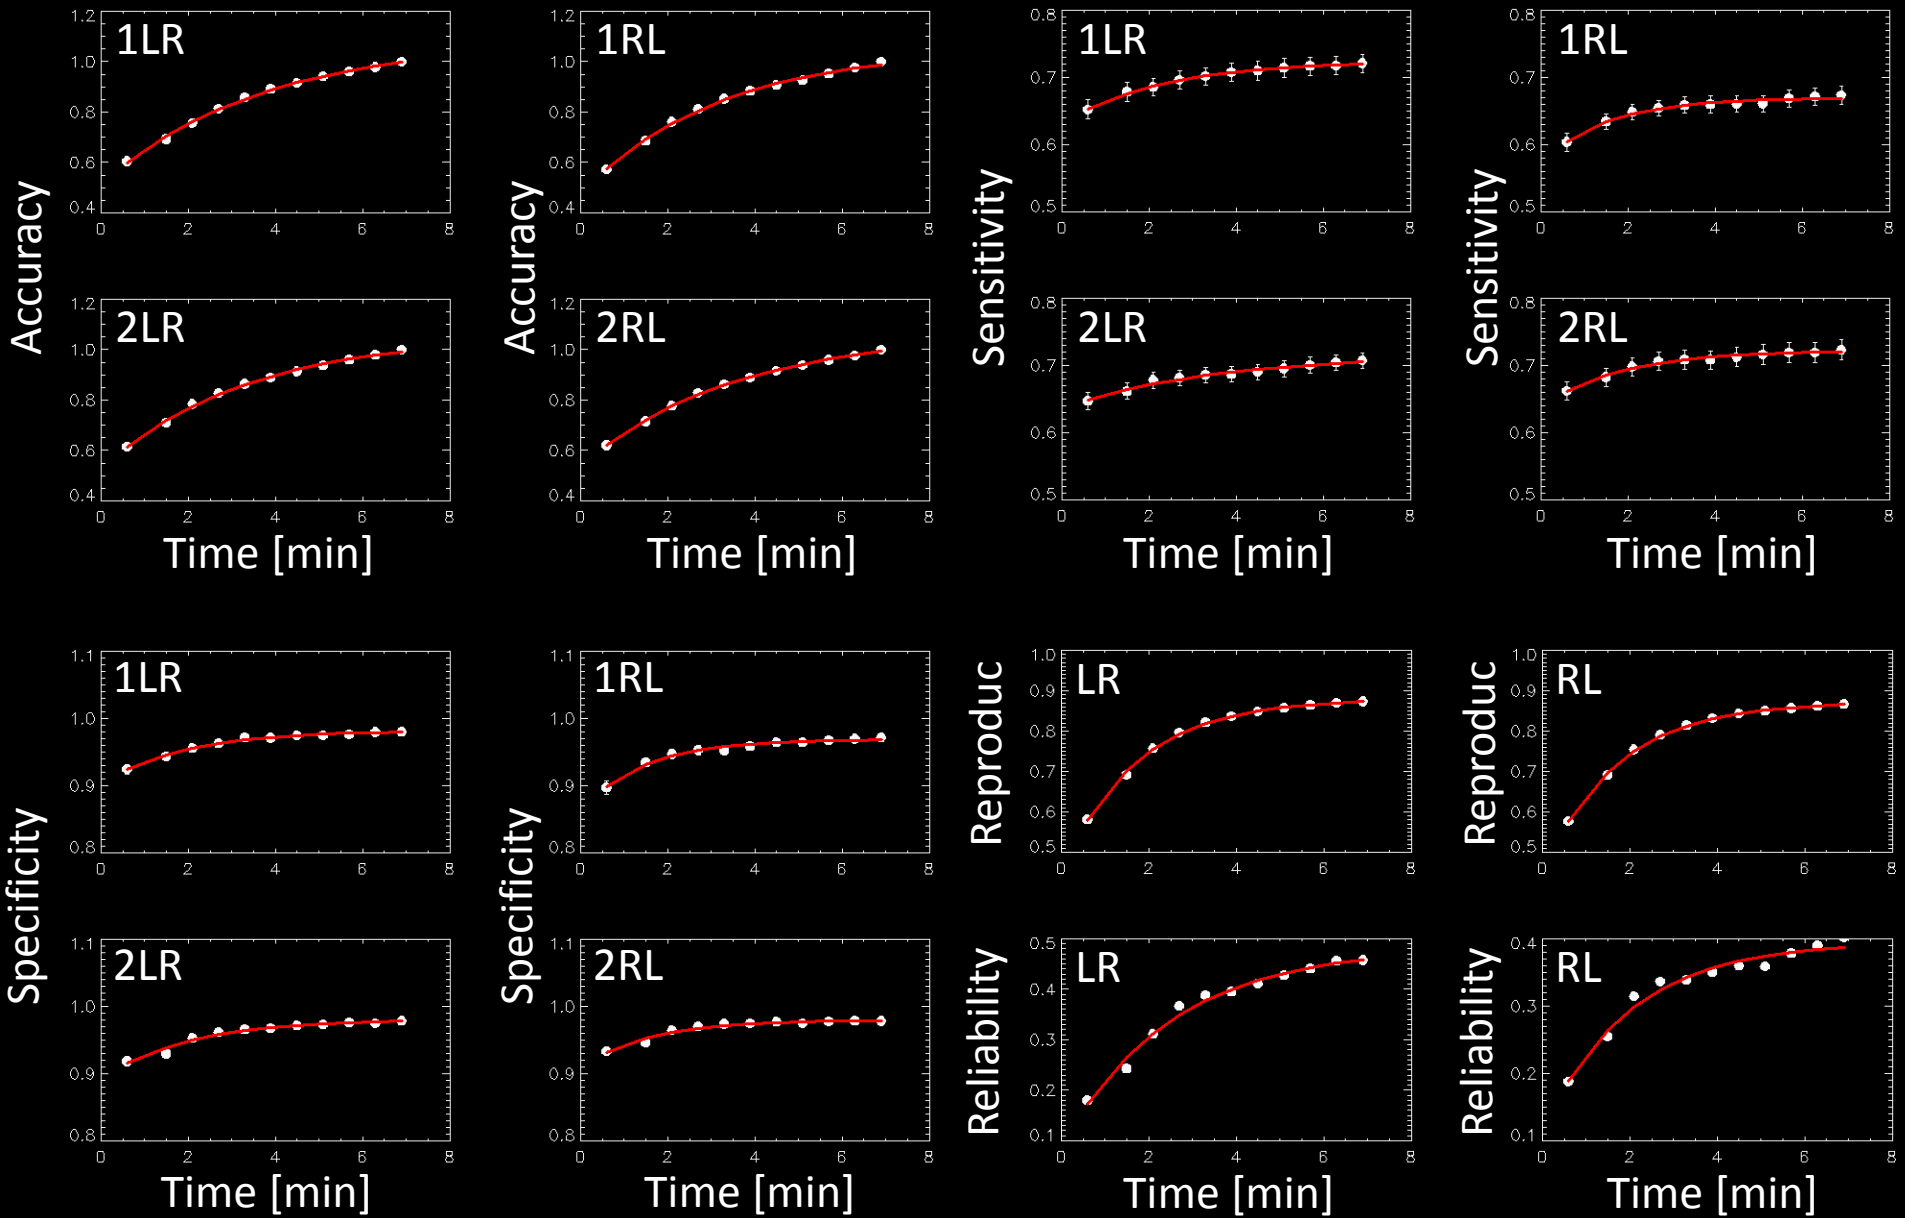 1.2
1.0
0.8
0.6
0.4
1LR
0 2 4 6 8
1.2
1.0
0.8
0.6
0.4
1RL
0 2 4 6 8
0.8
0.7
0.6
0.5
1LR
0 2 4 6 8
0.8
0.7
0.6
0.5
1RL
0 2 4 6 8
Accuracy
Accuracy
Sensitivity
Sensitivity
1.2
1.0
0.8
0.6
0.4
2LR
0 2 4 6 8
Time [min]
1.2
1.0
0.8
0.6
0.4
2RL
0 2 4 6 8
Time [min]
0.8
0.7
0.6
0.5
2LR
0 2 4 6 8
Time [min]
0.8
0.7
0.6
0.5
2RL
0 2 4 6 8
Time [min]
1.1
1.0
0.9
0.8
1LR
0 2 4 6 8
1.1
1.0
0.9
0.8
1RL
0 2 4 6 8
Reproduc
1.0
0.9
0.8
0.7
0.6
0.5
LR
0 2 4 6 8
Reproduc
1.0
0.9
0.8
0.7
0.6
0.5
RL
0 2 4 6 8
Specificity
Specificity
1.1
1.0
0.9
0.8
2LR
0 2 4 6 8
Time [min]
1.1
1.0
0.9
0.8
2RL
0 2 4 6 8
Time [min]
Reliability
0.5
0.4
0.3
0.2
0.1
LR
0 2 4 6 8
Time [min]
Reliability
0.4
0.3
0.2
0.1
RL
0 2 4 6 8
Time [min]